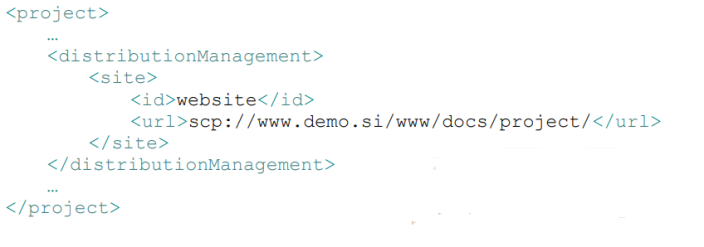 <project>
…
<distributionManagement>
<site>
<id>website</id>
<url>scp://www.demo.si/www/docs/project/</url>
</site>
</distributionManagement>
…
</project>